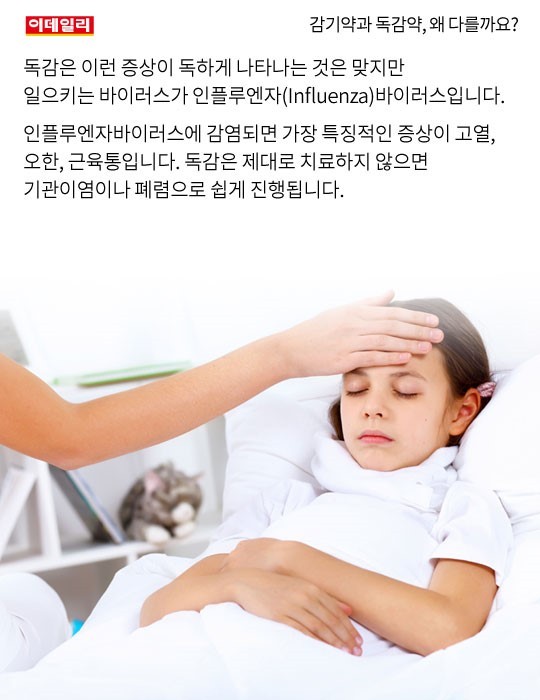 이데일리
감기약과 독감약, 왜 다를까요?
독감은 이런 증상이 독하게 나타나는 것은 맞지만
일으키는 바이러스가 인플루엔자(Influenza)바이러스입니다.
인플루엔자바이러스에 감염되면 가장 특징적인 증상이 고열,
오한, 근육통입니다. 독감은 제대로 치료하지 않으면
기관이염이나 폐렴으로 쉽게 진행됩니다.